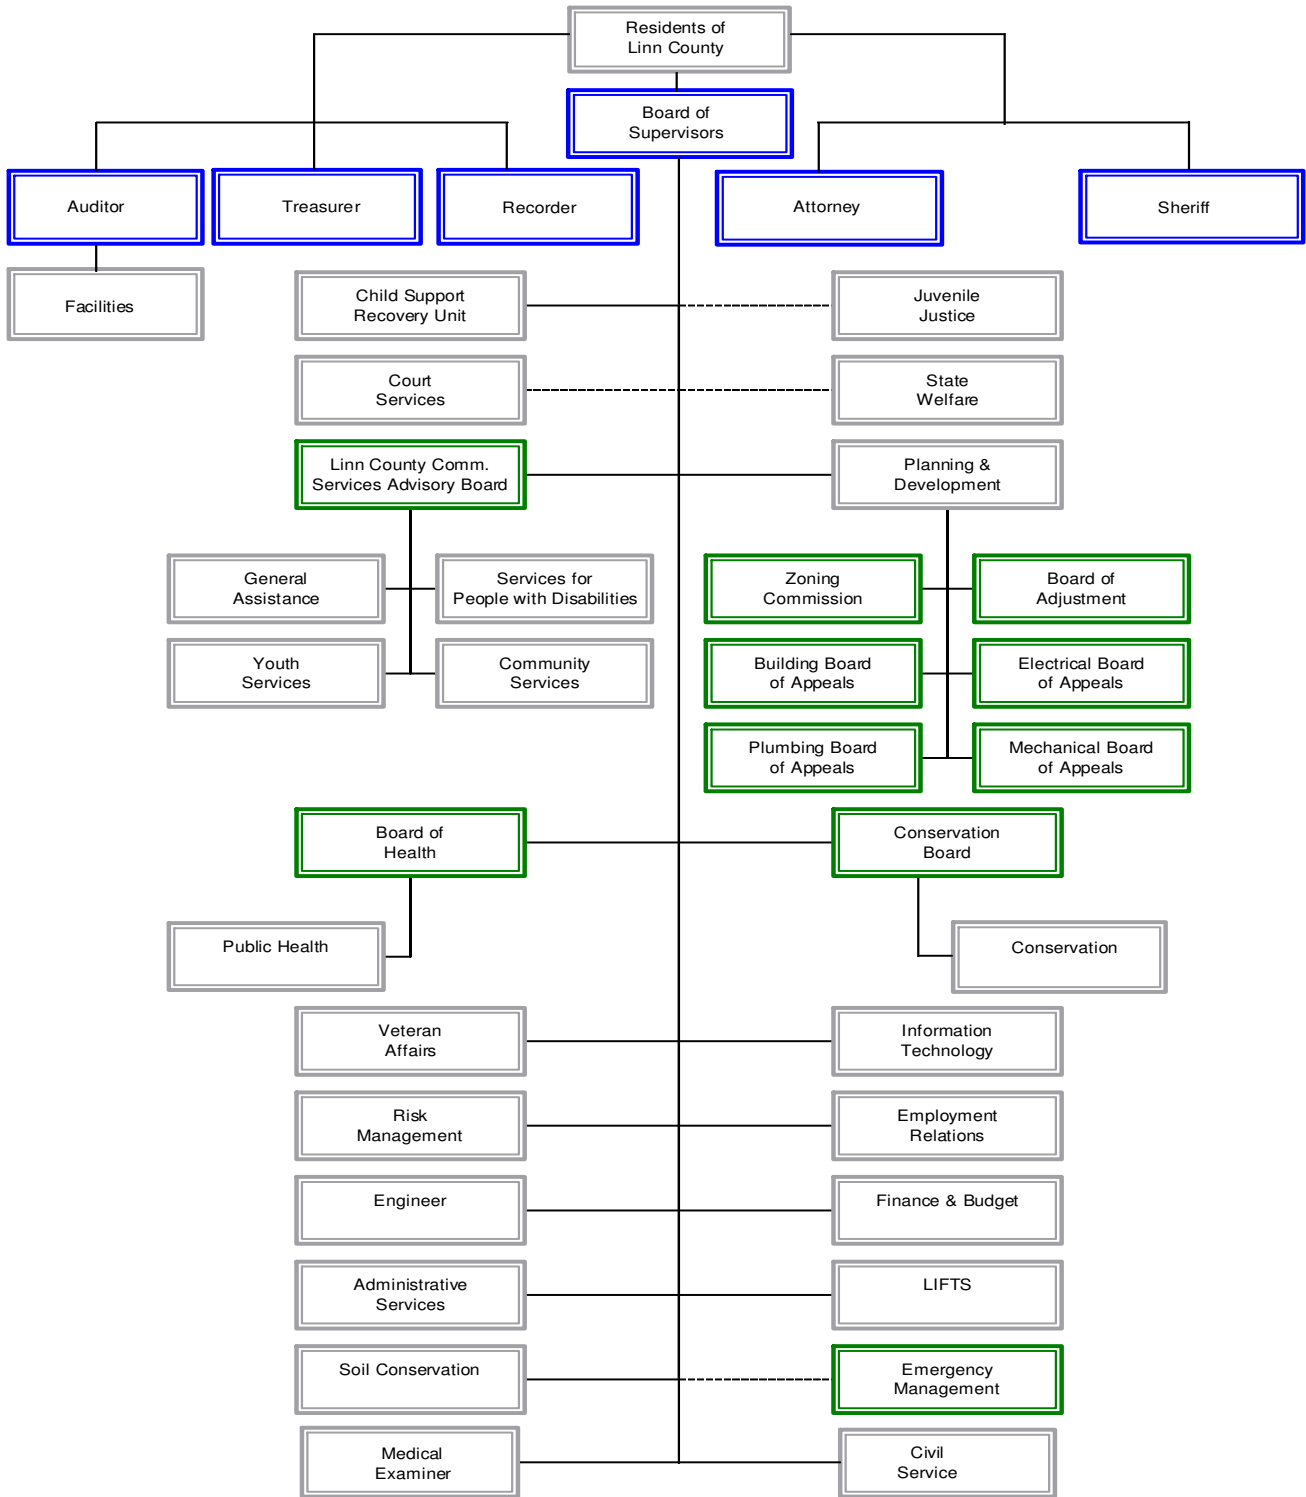 Residents of
Linn County
Board of
Supervisors
Auditor
Treasurer
Recorder
Attorney
Sheriff
Facilities
Child Support
Recovery Unit
Juvenile
Justice
Court
Services
State
Welfare
Linn County Comm.
Services Advisory Board
Planning &
Development
General
Assistance
Services for
People with Disabilities
Zoning
Commission
Board of
Adjustment
Youth
Services
Community
Services
Building Board
of Appeals
Electrical Board
of Appeals
Plumbing Board
of Appeals
Mechanical Board
of Appeals
Board of
Health
Conservation
Board
Public Health
Conservation
Veteran
Affairs
Information
Technology
Risk
Management
Employment
Relations
Engineer
Finance & Budget
Administrative
Services
LIFTS
Soil Conservation
Emergency
Management
Medical
Examiner
Civil
Service